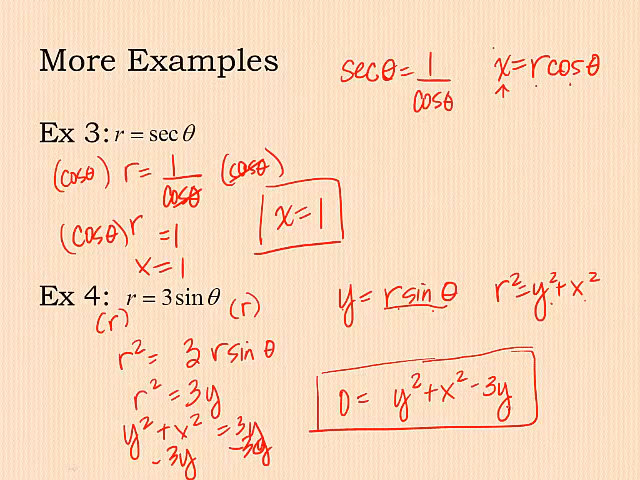 More Examples
secθ = 1/cosθ
x = r cosθ
↑
Ex 3: r = sec θ
(cosθ) r = 1/cosθ (cosθ)
(cosθ) r = 1
x = 1
x = 1
Ex 4: r = 3 sin θ
(r) (r)
y = r sin θ
r² = y² + x²
r² = 3 r sin θ
r² = 3y
y² + x² = 3y
-3y -3y
0 = y² + x² - 3y